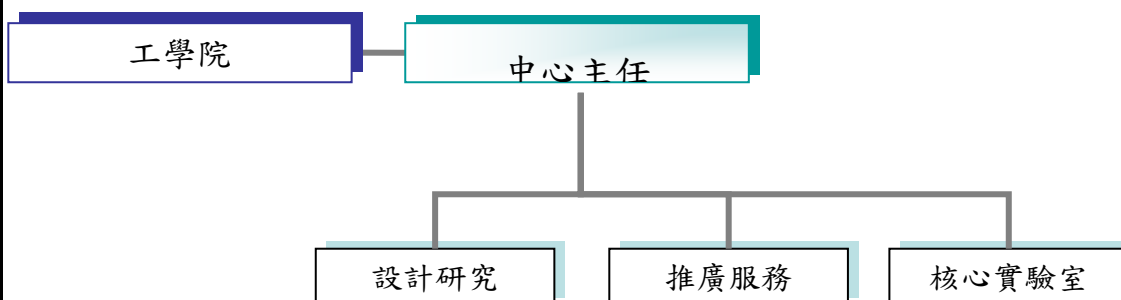 工學院
中心主任
設計研究
推廣服務
核心實驗室